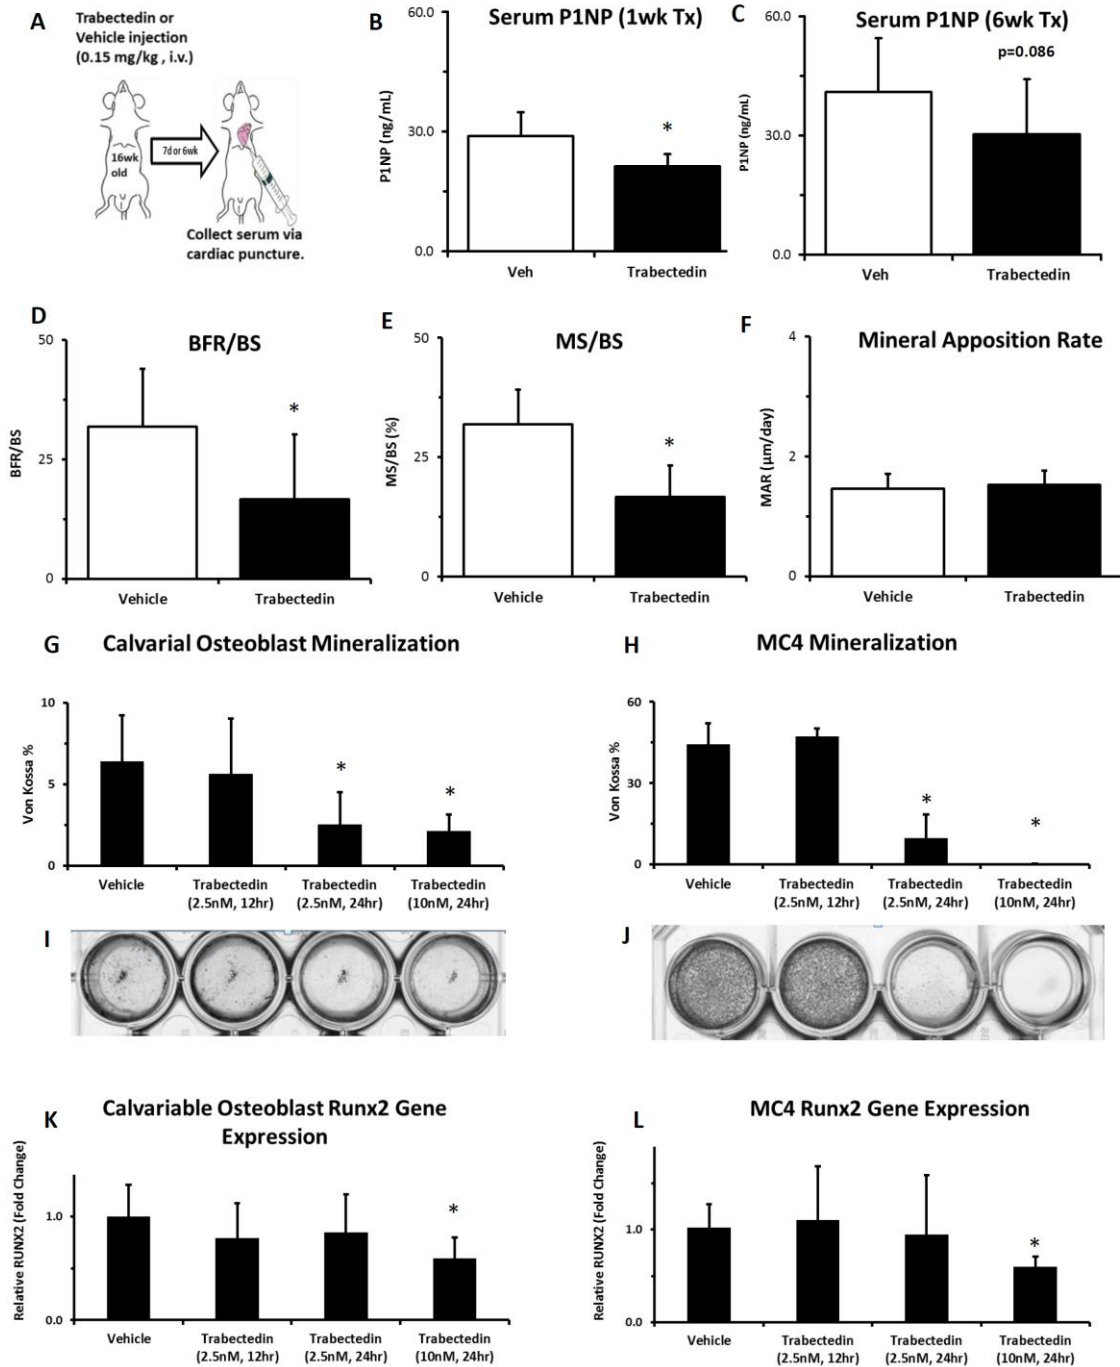 A
Trabectedin or
Vehicle injection
(0.15 mg/kg , i.v.)
16wk
old
7d or 6wk
Collect serum via
cardiac puncture.
B
Serum P1NP (1wk Tx)
P1NP (ng/mL)
60.0
30.0
0.0
*
Veh
Trabectedin
C
Serum P1NP (6wk Tx)
p=0.086
P1NP (ng/mL)
60.0
30.0
0.0
Veh
Trabectedin
D
BFR/BS
BFR/BS
50
25
0
*
Vehicle
Trabectedin
E
MS/BS
MS/BS (%)
50
25
0
*
Vehicle
Trabectedin
F
Mineral Apposition Rate
MAR (μm/day)
4
2
0
Vehicle
Trabectedin
G
Calvarial Osteoblast Mineralization
Von Kossa %
10
5
0
*
*
Vehicle
Trabectedin
(2.5nM, 12hr)
Trabectedin
(2.5nM, 24hr)
Trabectedin
(10nM, 24hr)
H
MC4 Mineralization
Von Kossa %
60
30
0
*
*
Vehicle
Trabectedin
(2.5nM, 12hr)
Trabectedin
(2.5nM, 24hr)
Trabectedin
(10nM, 24hr)
I
J
K
Calvariable Osteoblast Runx2 Gene
Expression
Relative RUNX2 (Fold Change)
1.0
0.0
*
Vehicle
Trabectedin
(2.5nM, 12hr)
Trabectedin
(2.5nM, 24hr)
Trabectedin
(10nM, 24hr)
L
MC4 Runx2 Gene Expression
Relative RUNX2 (Fold Change)
1.0
0.0
*
Vehicle
Trabectedin
(2.5nM, 12hr)
Trabectedin
(2.5nM, 24hr)
Trabectedin
(10nM, 24hr)